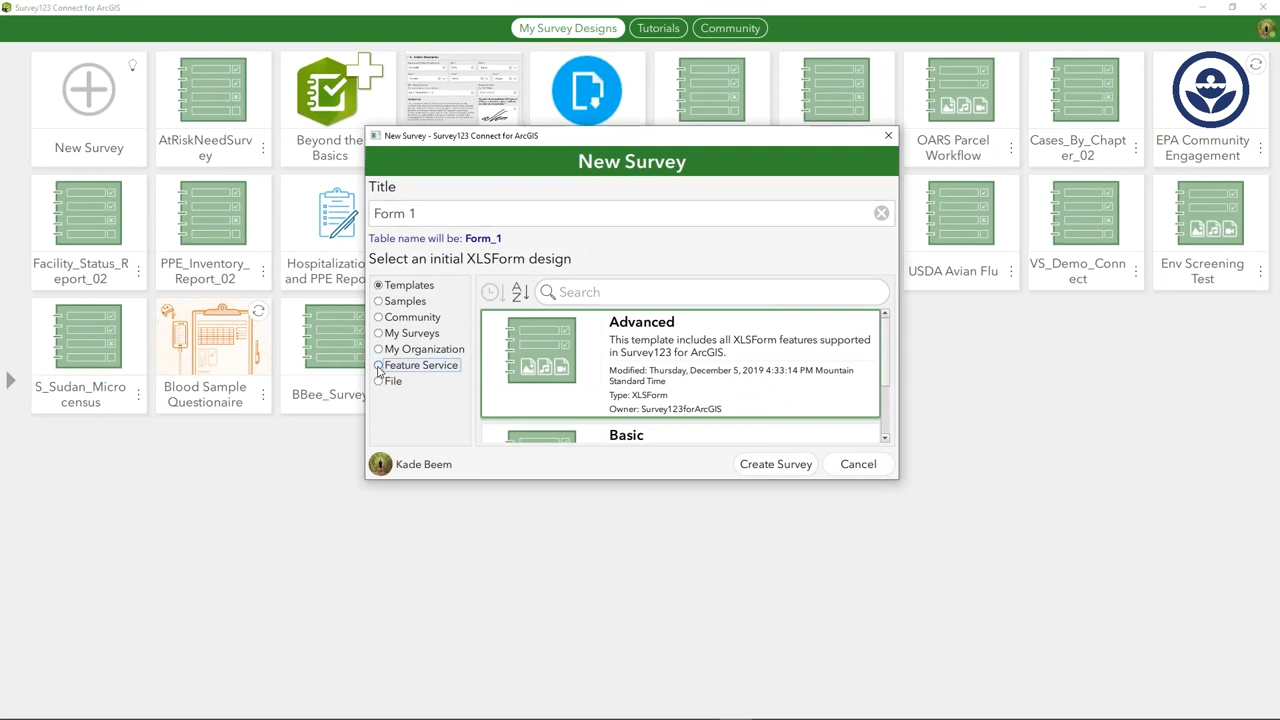 Survey123 Connect for ArcGIS
My Survey Designs
Tutorials
Community
New Survey
AtRiskNeedSurv
ey
Beyond the
Basics
OARS Parcel
Workflow
Cases_By_Chapt
er_02
EPA Community
Engagement
Facility_Status_R
eport_02
PPE_Inventory_
Report_02
Hospitalizatio
and PPE Repo
USDA Avian Flu
VS_Demo_Conn
ect
Env Screening
Test
S_Sudan_Micro
census
Blood Sample
Questionaire
BBee_Survey
New Survey - Survey123 Connect for ArcGIS
New Survey
Title
Form 1
Table name will be: Form_1
Select an initial XLSForm design
Templates
Samples
Community
My Surveys
My Organization
Feature Service
File
Search
Advanced
This template includes all XLSForm features supported
in Survey123 for ArcGIS.
Modified: Thursday, December 5, 2019 4:33:14 PM Mountain
Standard Time
Type: XLSForm
Owner: Survey123forArcGIS
Basic
Kade Beem
Create Survey
Cancel